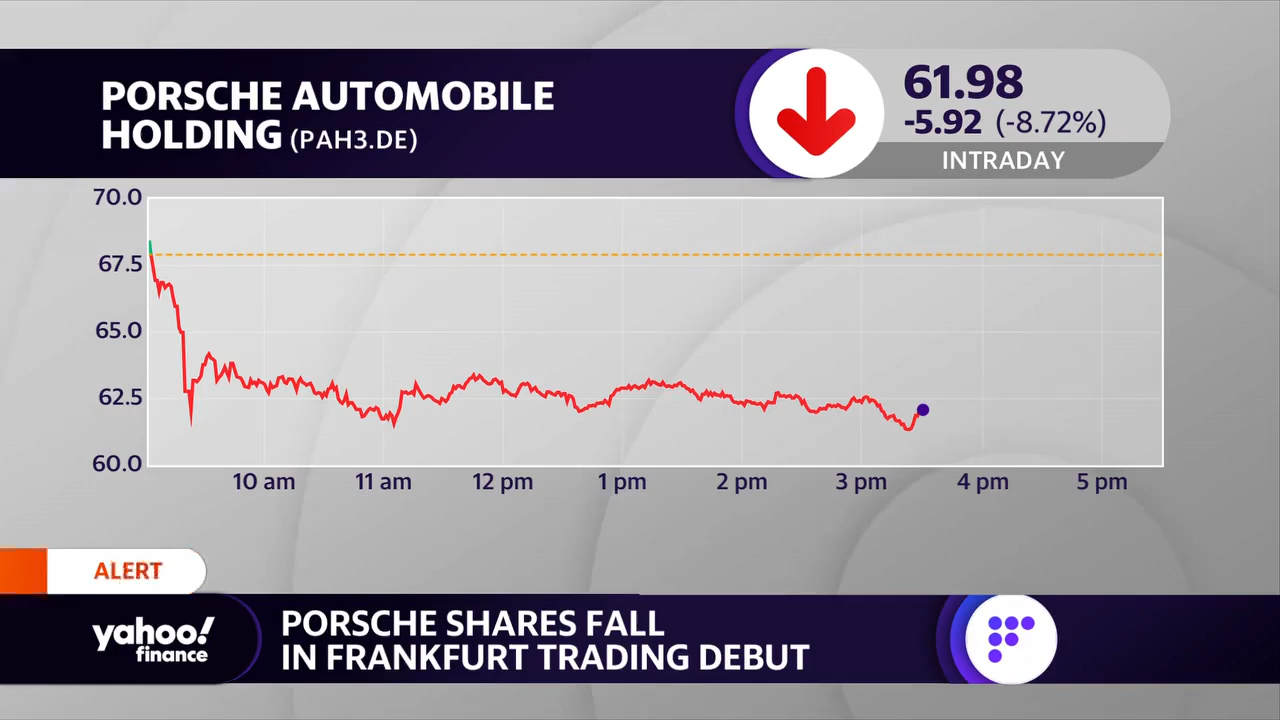 PORSCHE AUTOMOBILE
HOLDING (PAH3.DE)
61.98
-5.92 (-8.72%)
INTRADAY
70.0
67.5
65.0
62.5
60.0
10 am 11 am 12 pm 1 pm 2 pm 3 pm 4 pm 5 pm
ALERT
yahoo!
finance
PORSCHE SHARES FALL
IN FRANKFURT TRADING DEBUT